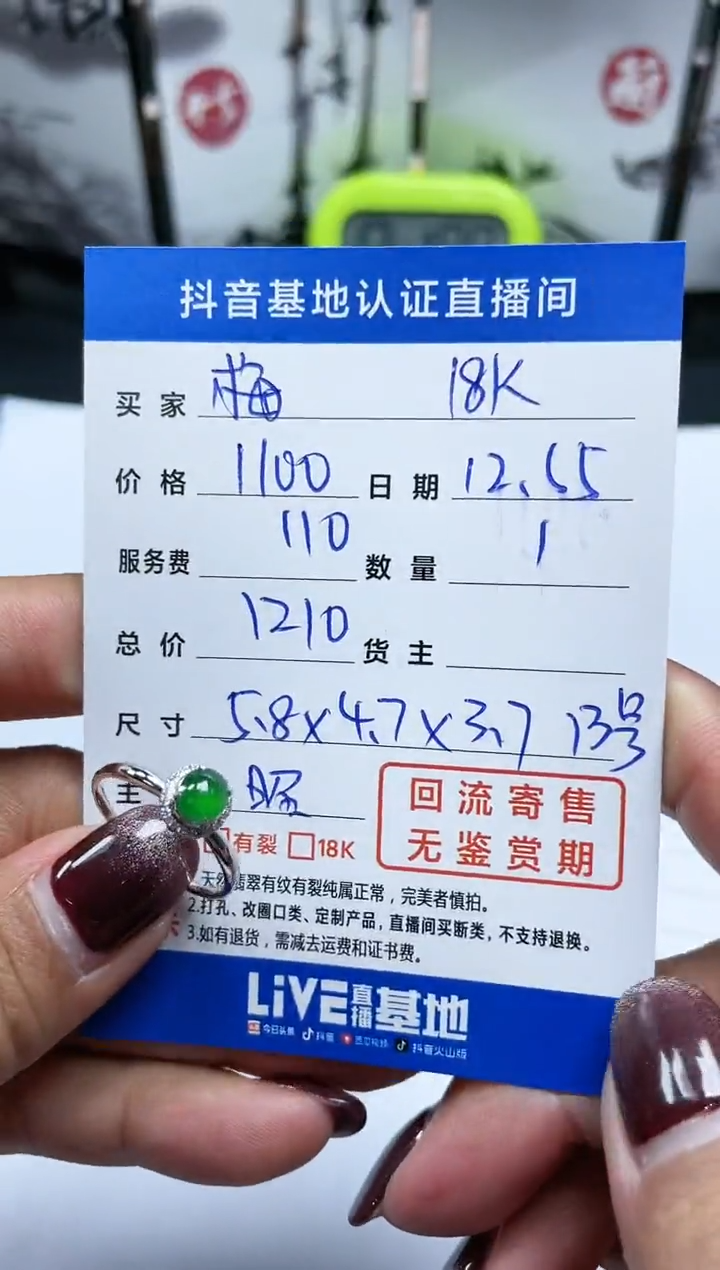 抖音基地认证直播间
买家 梅 18K
价格 1100 日期 12.55
服务费 110 数量 1
总价 1210 货主
尺寸 5.8x4.7x3.7 13号
主
回流寄售
无鉴赏期
有裂 18K
天然翡翠有纹有裂纯属正常，完美者慎拍。
2.打孔、改圈口类、定制产品，直播间买断类，不支持退换。
3.如有退货，需减去运费和证书费。
LiVE直播基地
今日头条 抖音 西瓜视频 抖音火山版